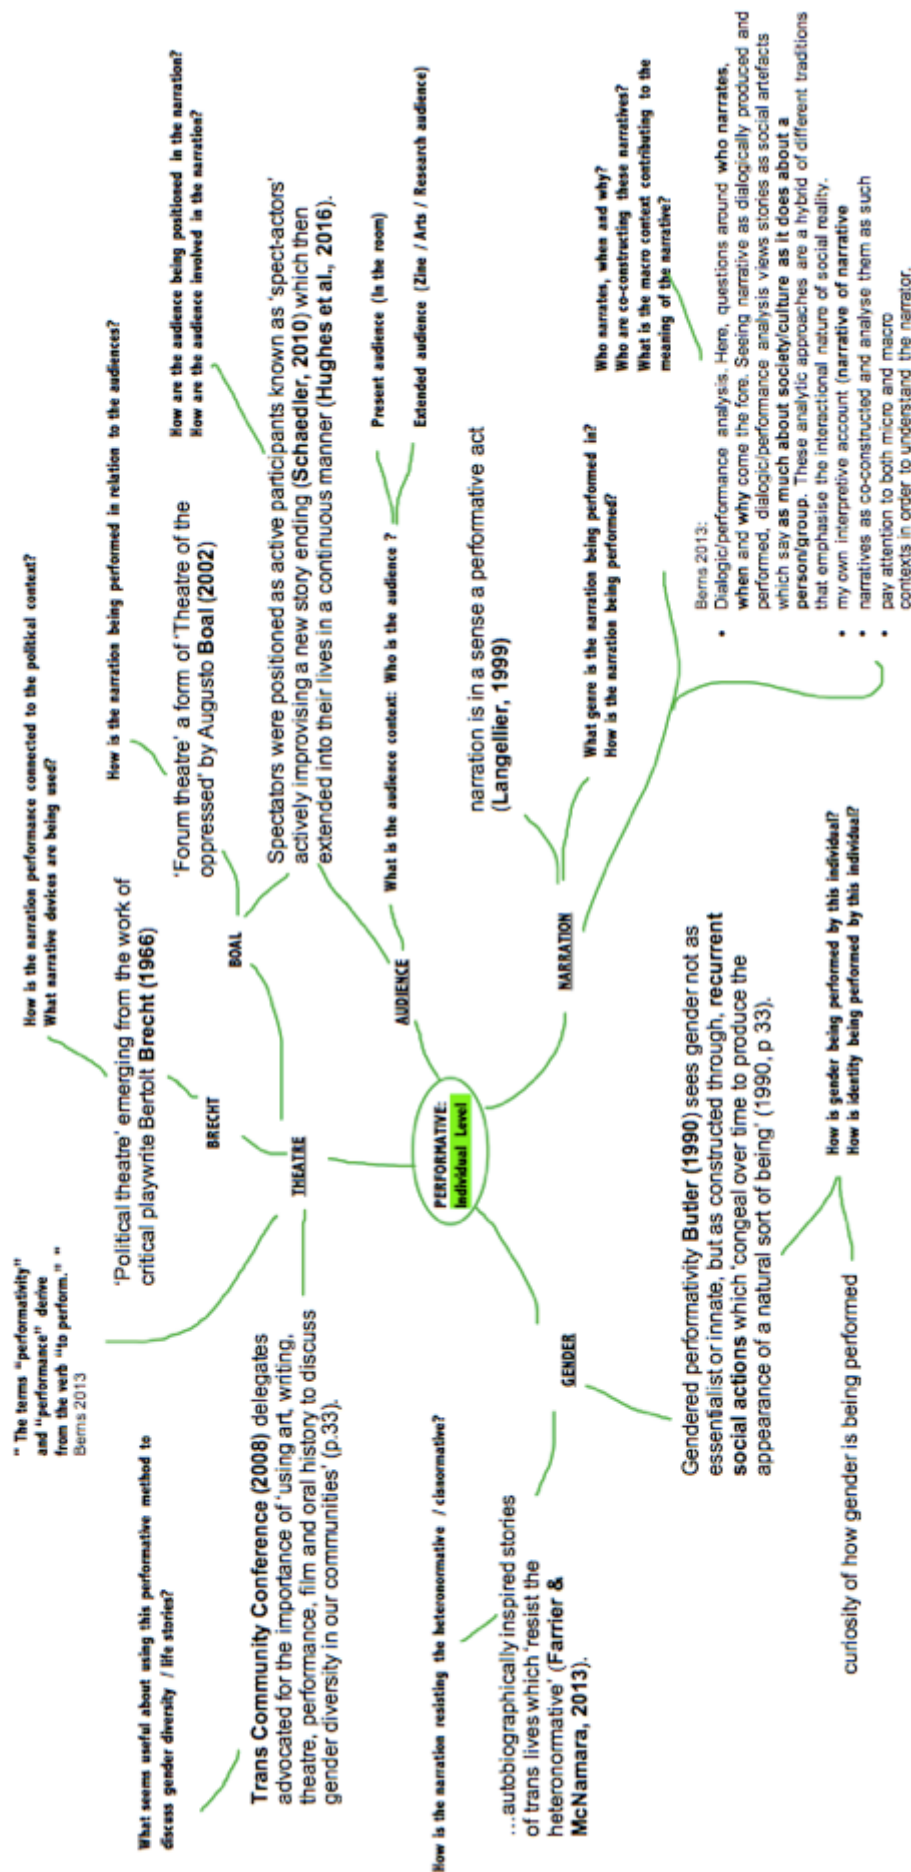 " The terms "performativity"
and "performance" derive
from the verb "to perform." "
Berns 2013
What seems useful about using this performative method to
discuss gender diversity / life stories?
Trans Community Conference (2008) delegates
advocated for the importance of 'using art, writing,
theatre, performance, film and oral history to discuss
gender diversity in our communities' (p.33).
How is the narration performance connected to the political context?
What narrative devices are being used?
'Political theatre' emerging from the work of
critical playwrite Bertolt Brecht (1966)
BRECHT
THEATRE
How is the narration being performed in relation to the audiences?
'Forum theatre' a form of 'Theatre of the
oppressed' by Augusto Boal (2002)
BOAL
How are the audience being positioned in the narration?
How are the audience involved in the narration?
Spectators were positioned as active participants known as 'spect-actors'
actively improvising a new story ending (Schaedler, 2010) which then
extended into their lives in a continuous manner (Hughes et al., 2016).
AUDIENCE
What is the audience context: Who is the audience ?
Present audience (in the room)
Extended audience (Zine / Arts / Research audience)
PERFORMATIVE:
Individual Level
NARRATION
narration is in a sense a performative act
(Langellier, 1999)
What genre is the narration being performed in?
How is the narration being performed?
Who narrates, when and why?
Who are co-constructing these narratives?
What is the macro context contributing to the
meaning of the narrative?
Berns 2013:
• Dialogic/performance analysis. Here, questions around who narrates,
when and why come the fore. Seeing narrative as dialogically produced and
performed, dialogic/performance analysis views stories as social artefacts
which say as much about society/culture as it does about a
person/group. These analytic approaches are a hybrid of different traditions
that emphasise the interactional nature of social reality.
• my own interpretive account (narrative of narrative
• narratives as co-constructed and analyse them as such
• pay attention to both micro and macro
contexts in order to understand the narrator.
GENDER
How is the narration resisting the heteronormative / cisnormative?
...autobiographically inspired stories
of trans lives which 'resist the
heteronormative' (Farrier &
McNamara, 2013).
Gendered performativity Butler (1990) sees gender not as
essentialist or innate, but as constructed through, recurrent
social actions which 'congeal over time to produce the
appearance of a natural sort of being' (1990, p 33).
How is gender being performed by this individual?
How is identity being performed by this individual?
curiosity of how gender is being performed